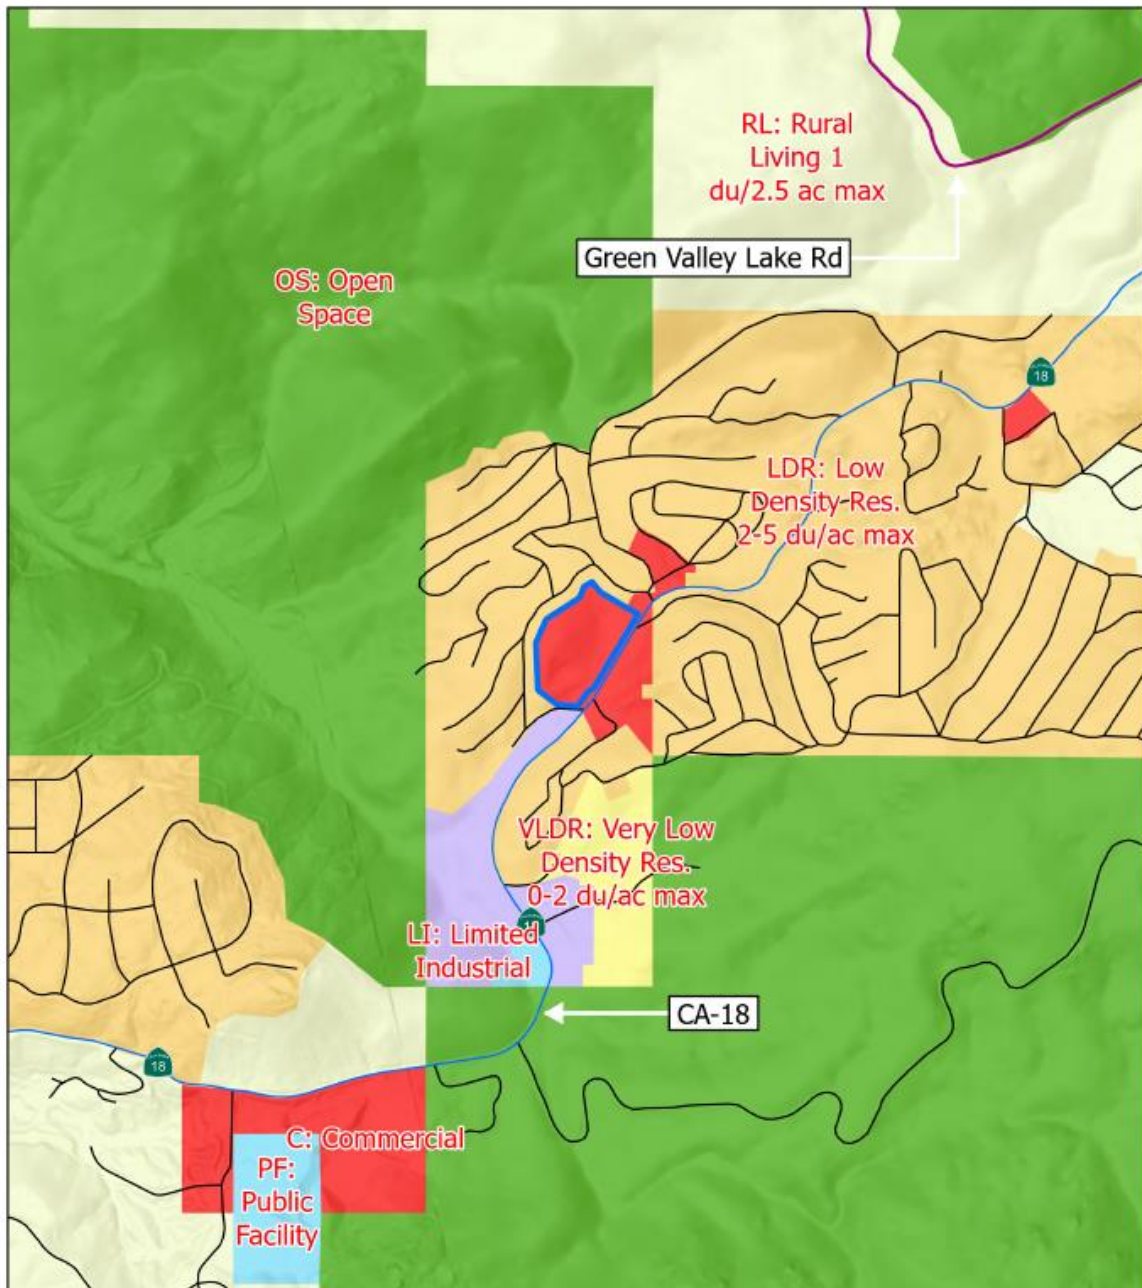 RL: Rural
Living 1
du/2.5 ac max
Green Valley Lake Rd
OS: Open
Space
18
LDR: Low
Density Res.
2-5 du/ac max
VLDR: Very Low
Density Res.
0-2 du/ac max
LI: Limited
Industrial
CA-18
18
C: Commercial
PF:
Public
Facility